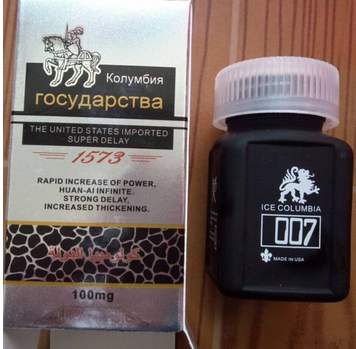 Колумбия
государства
THE UNITED STATES IMPORTED
SUPER DELAY
1573
RAPID INCREASE OF POWER,
HUAN-AI INFINITE.
STRONG DELAY,
INCREASED THICKENING.
100mg
ICE COLUMBIA
007
MADE IN USA